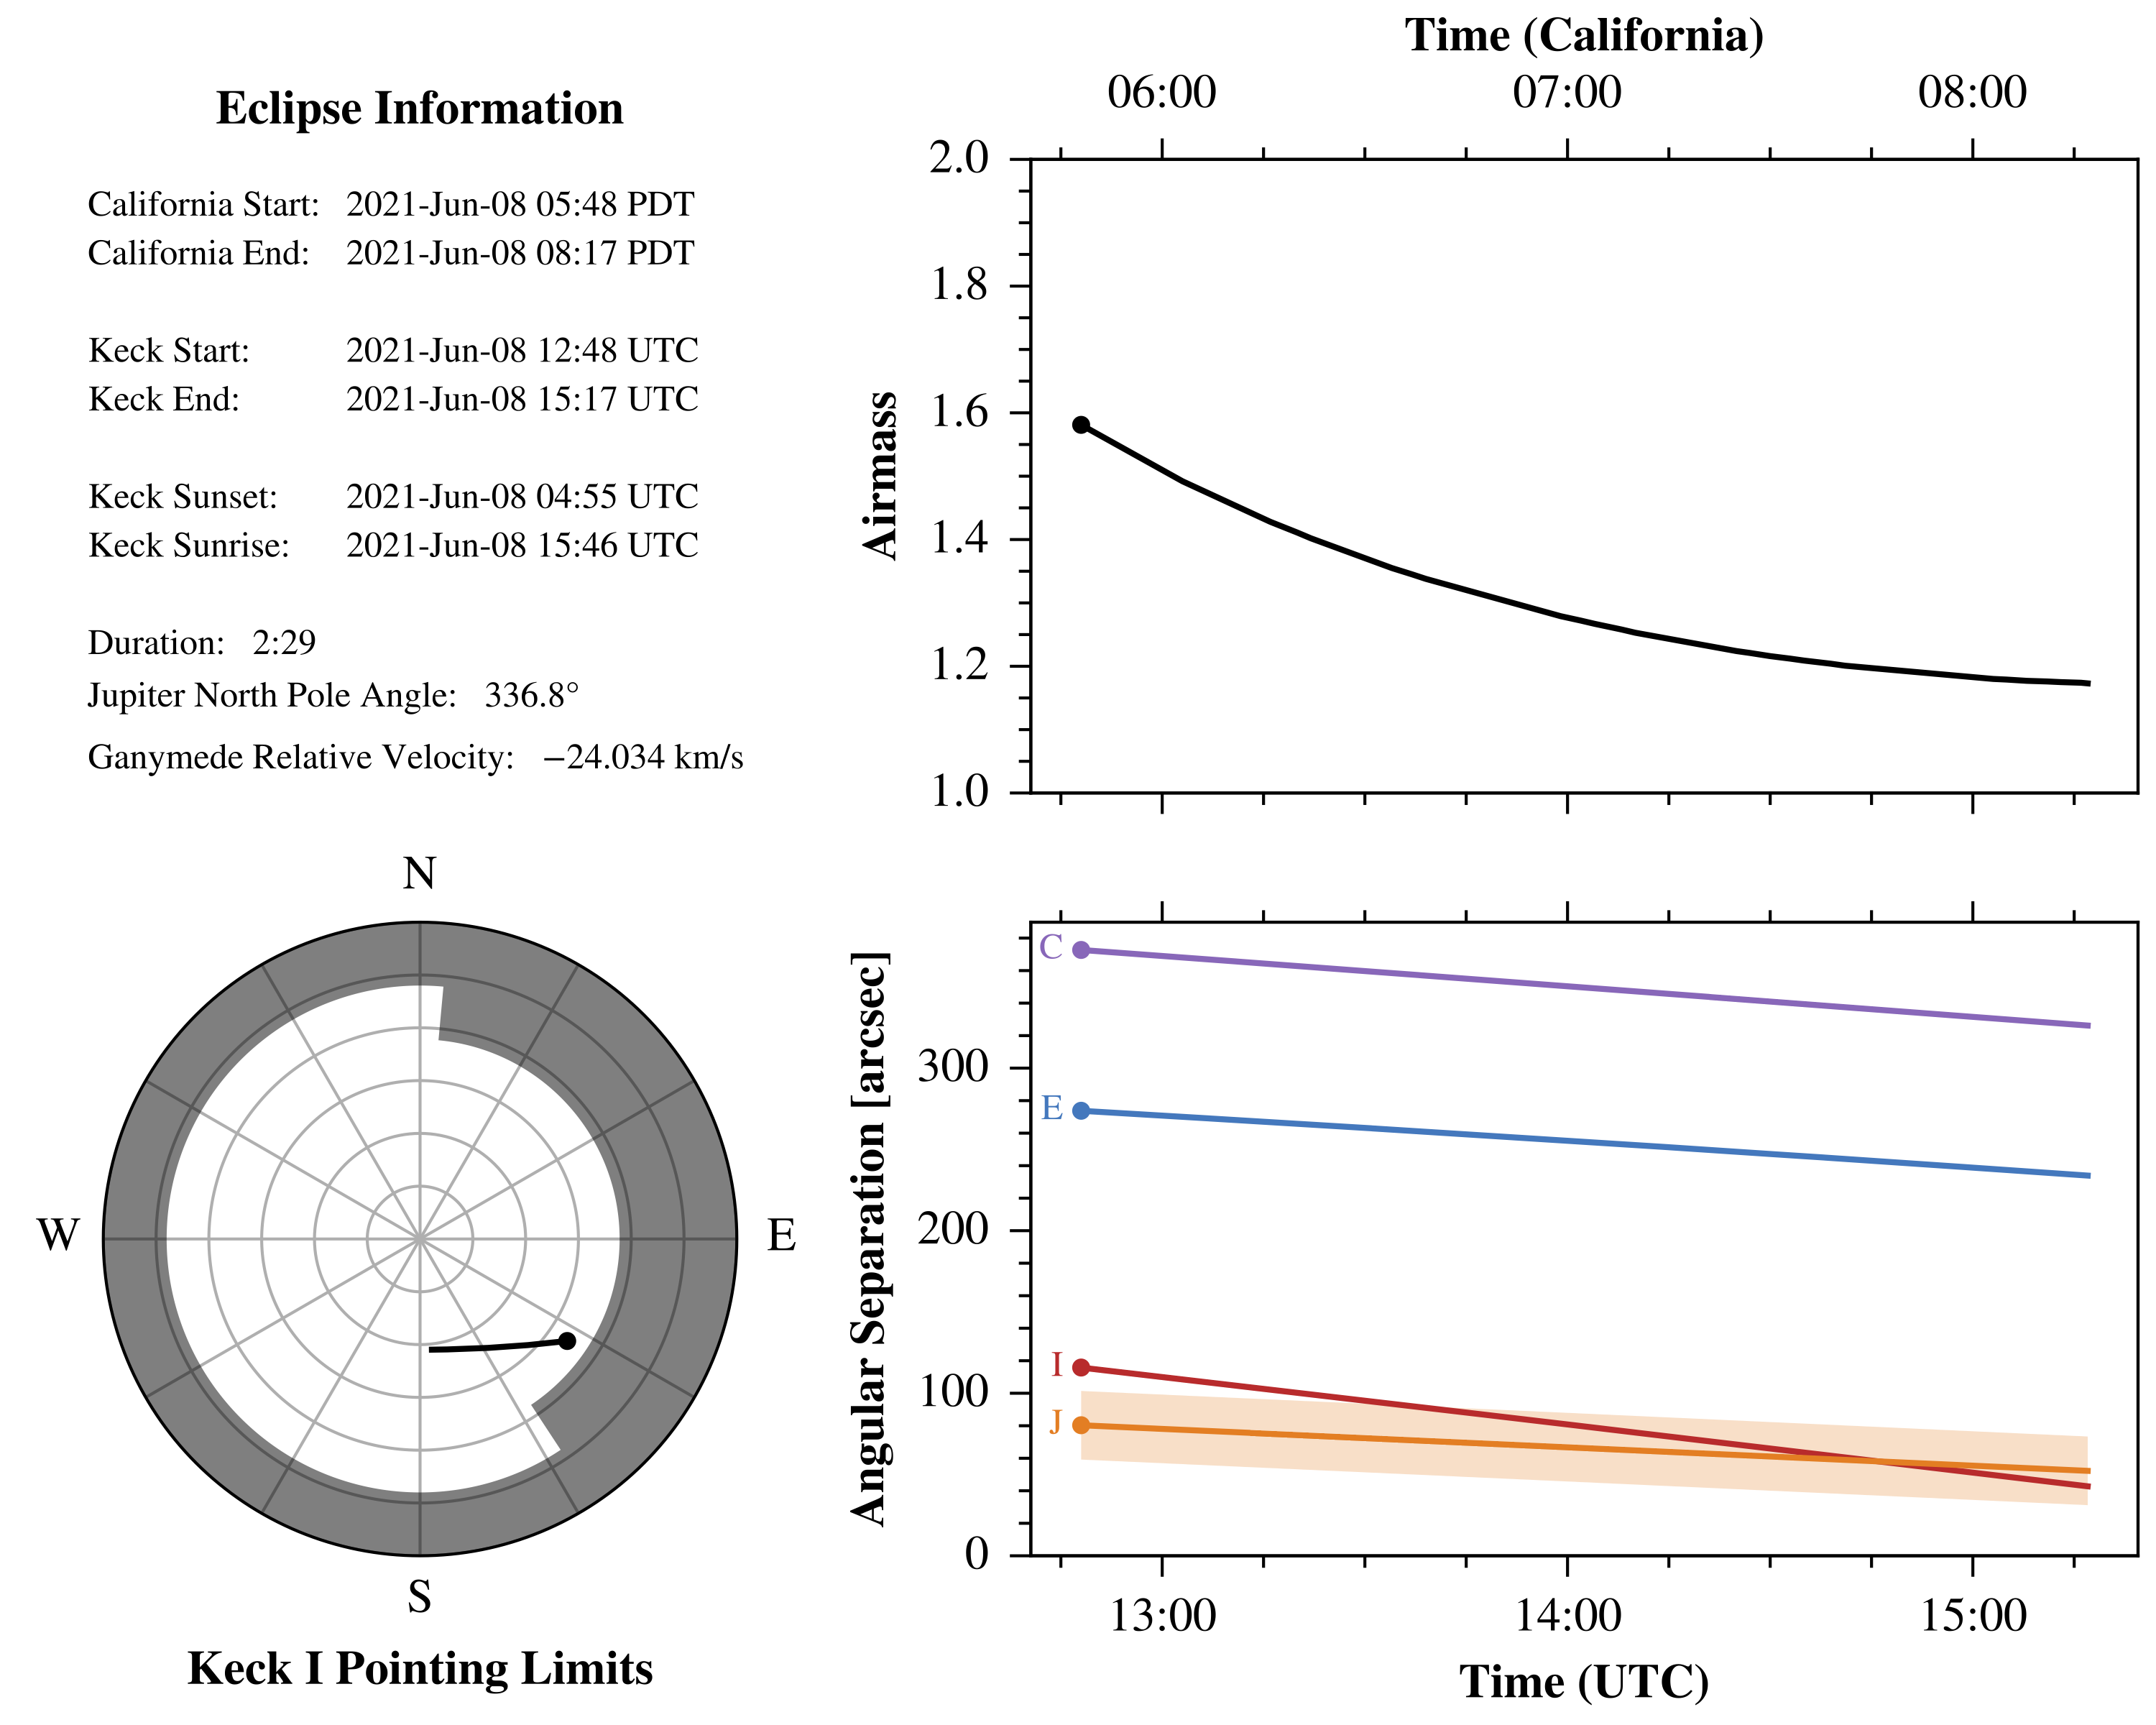 Eclipse Information
California Start: 2021-Jun-08 05:48 PDT
California End: 2021-Jun-08 08:17 PDT
Keck Start: 2021-Jun-08 12:48 UTC
Keck End: 2021-Jun-08 15:17 UTC
Keck Sunset: 2021-Jun-08 04:55 UTC
Keck Sunrise: 2021-Jun-08 15:46 UTC
Duration: 2:29
Jupiter North Pole Angle: 336.8°
Ganymede Relative Velocity: −24.034 km/s
Time (California)
06:00 07:00 08:00
2.0
1.8
1.6
1.4
1.2
1.0
Airmass
N
W
E
S
Keck I Pointing Limits
Angular Separation [arcsec]
300
200
100
0
C
E
I
J
13:00 14:00 15:00
Time (UTC)